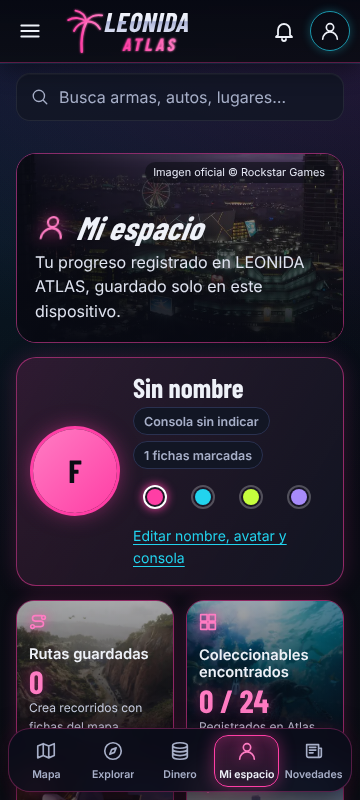 LEONIDA
ATLAS
Busca armas, autos, lugares...
Imagen oficial © Rockstar Games
Mi espacio
Tu progreso registrado en LEONIDA
ATLAS, guardado solo en este
dispositivo.
Sin nombre
Consola sin indicar
1 fichas marcadas
F
Editar nombre, avatar y
consola
Rutas guardadas
0
Crea recorridos con
fichas del mapa
Coleccionables
encontrados
0 / 24
Registrados en Atlas
Mapa
Explorar
Dinero
Mi espacio
Novedades